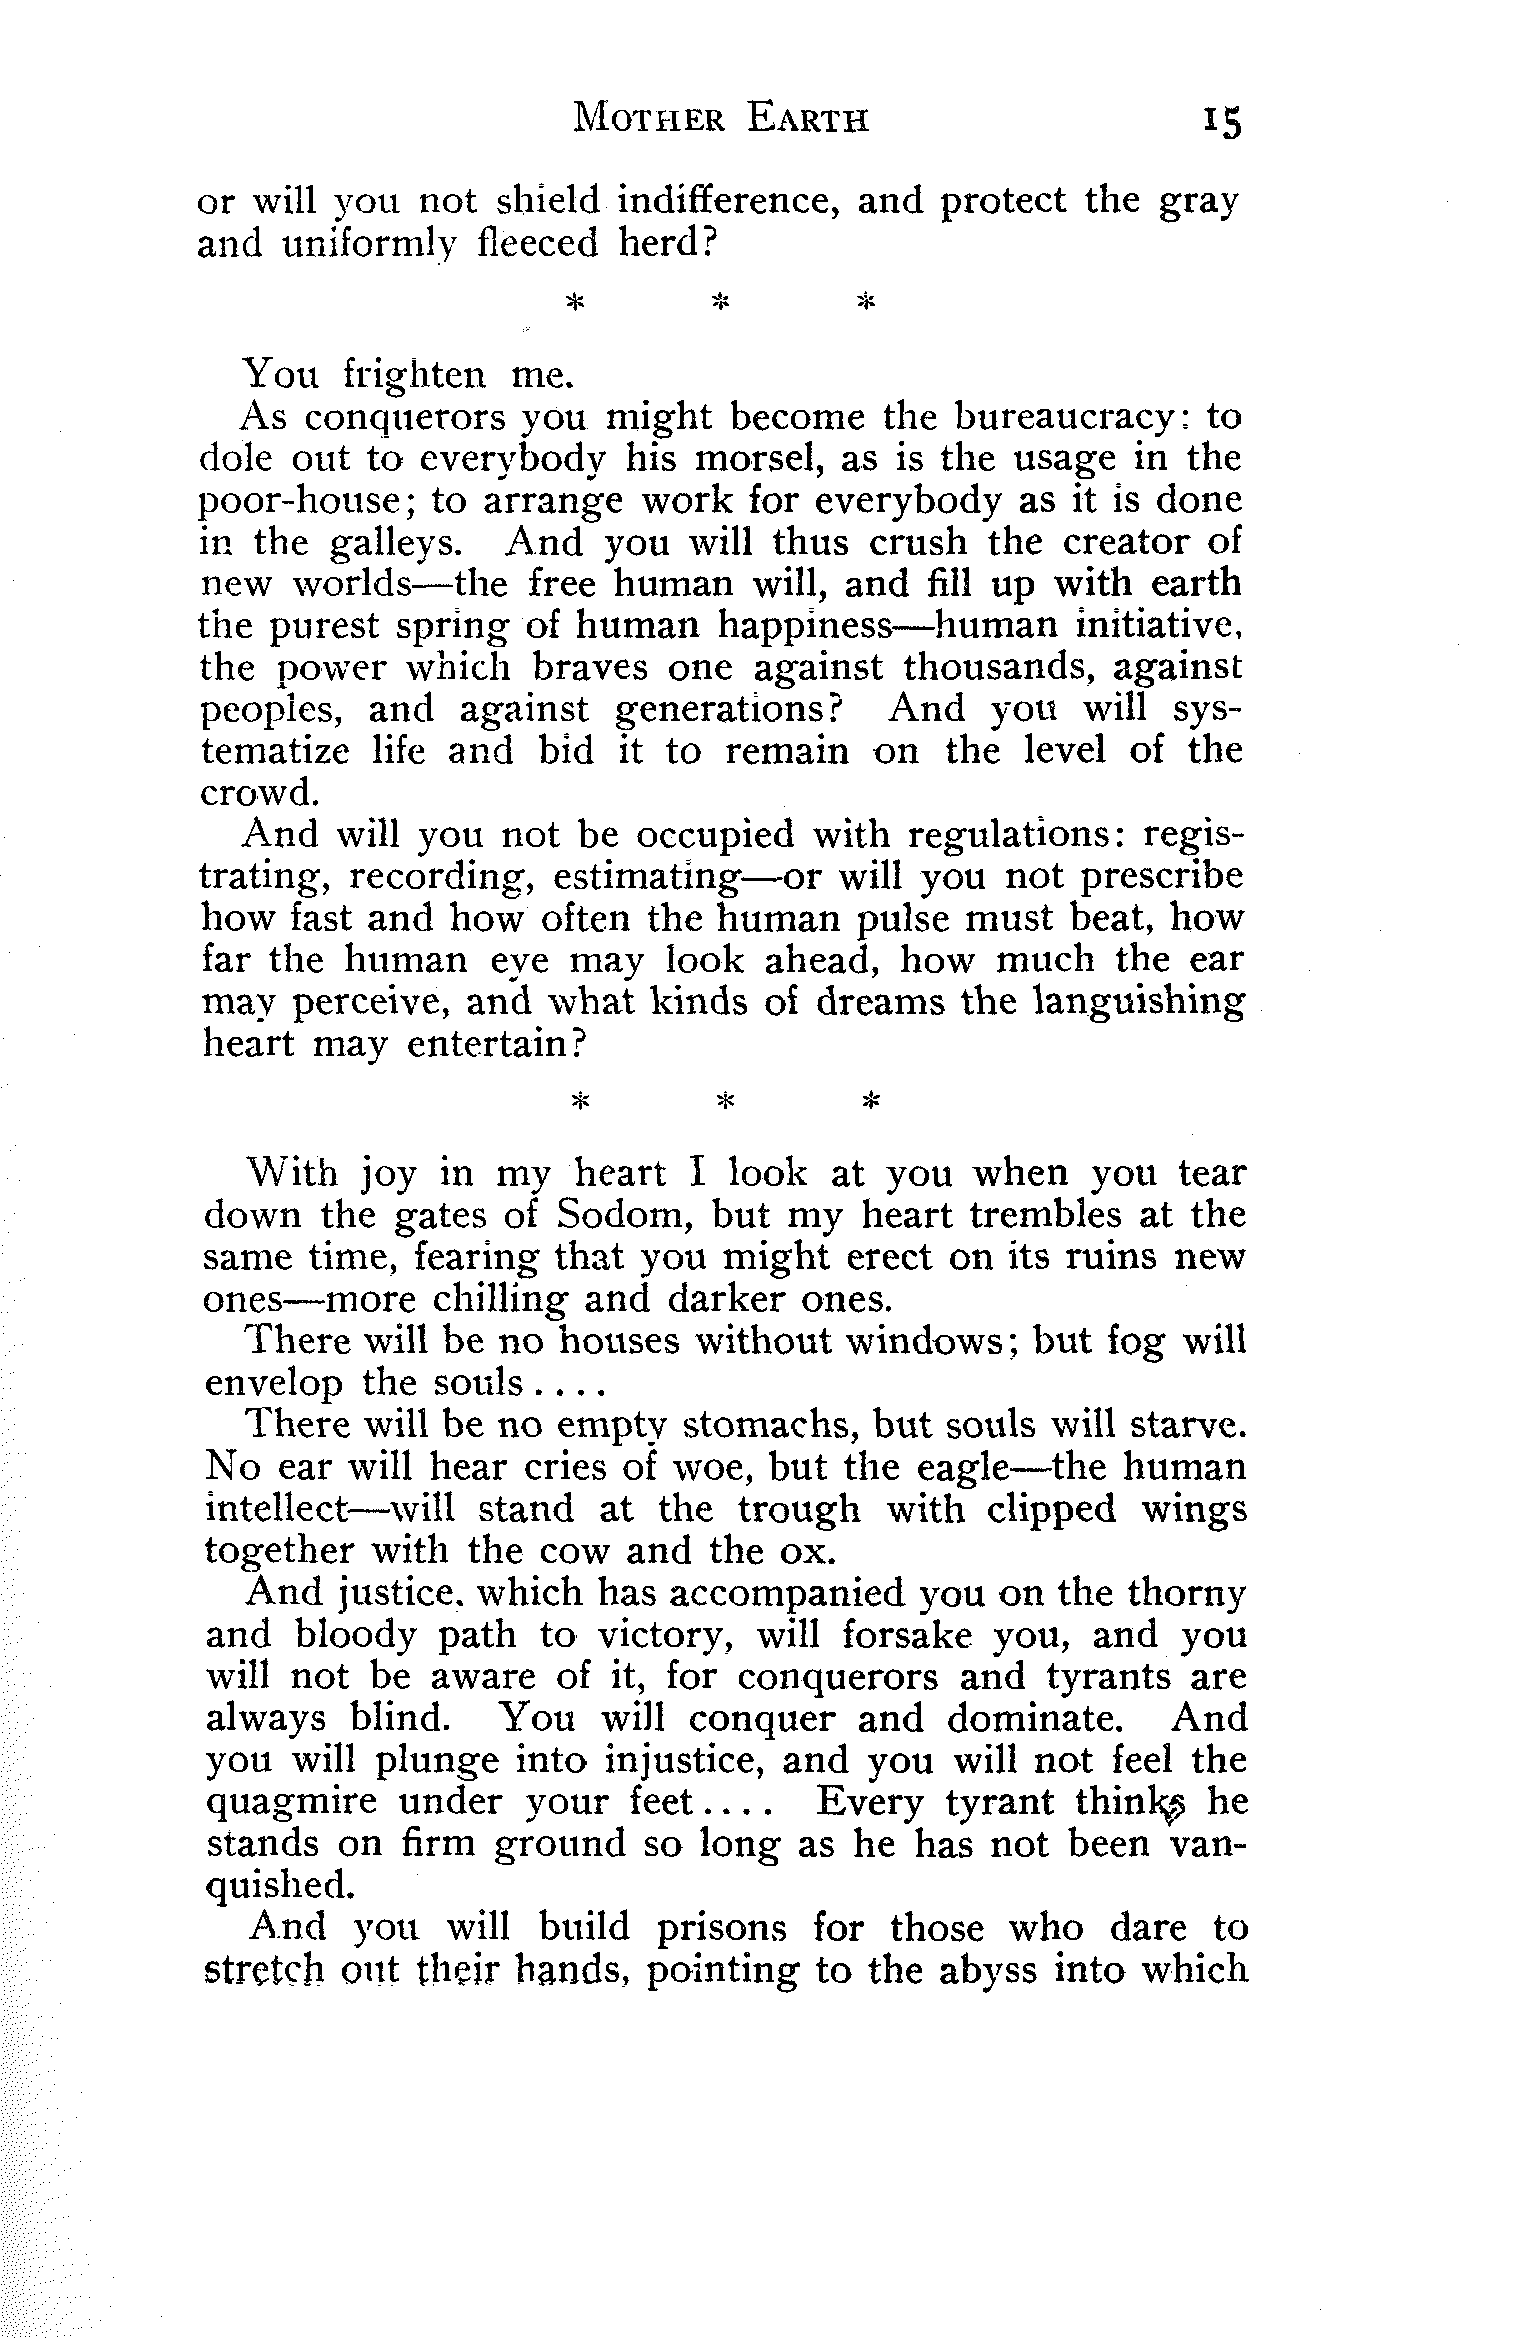 MOTHER EARTH 15
or will you not shield indifference, and protect the gray
and uniformly fleeced herd?
* * *
You frighten me.
As conquerors you might become the bureaucracy: to
dole out to everybody his morsel, as is the usage in the
poor-house; to arrange work for everybody as it is done
in the galleys. And you will thus crush the creator of
new worlds—the free human will, and fill up with earth
the purest spring of human happiness—human initiative,
the power which braves one against thousands, against
peoples, and against generations? And you will sys-
tematize life and bid it to remain on the level of the
crowd.
And will you not be occupied with regulations: regis-
trating, recording, estimating—or will you not prescribe
how fast and how often the human pulse must beat, how
far the human eye may look ahead, how much the ear
may perceive, and what kinds of dreams the languishing
heart may entertain?
* * *
With joy in my heart I look at you when you tear
down the gates of Sodom, but my heart trembles at the
same time, fearing that you might erect on its ruins new
ones—more chilling and darker ones.
There will be no houses without windows; but fog will
envelop the souls....
There will be no empty stomachs, but souls will starve.
No ear will hear cries of woe, but the eagle—the human
intellect—will stand at the trough with clipped wings
together with the cow and the ox.
And justice, which has accompanied you on the thorny
and bloody path to victory, will forsake you, and you
will not be aware of it, for conquerors and tyrants are
always blind. You will conquer and dominate. And
you will plunge into injustice, and you will not feel the
quagmire under your feet.... Every tyrant thinks he
stands on firm ground so long as he has not been van-
quished.
And you will build prisons for those who dare to
stretch out their hands, pointing to the abyss into which